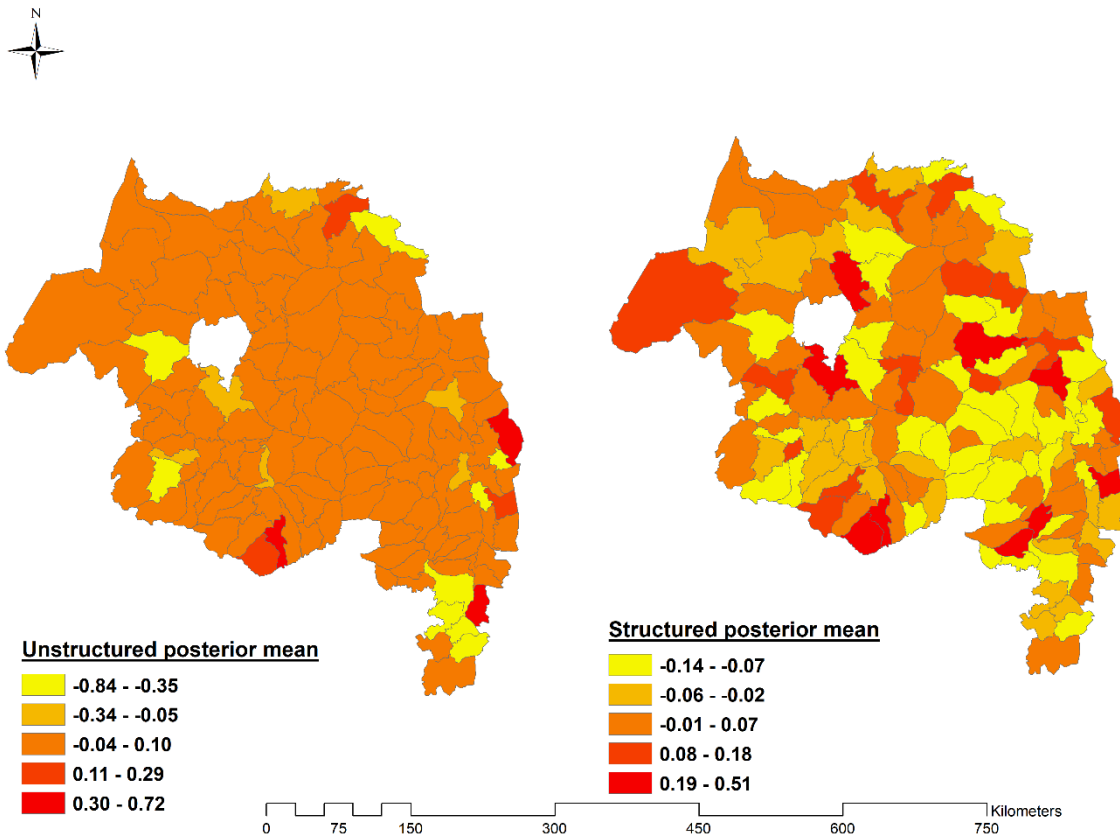 N
Unstructured posterior mean
-0.84 - -0.35
-0.34 - -0.05
-0.04 - 0.10
0.11 - 0.29
0.30 - 0.72
Structured posterior mean
-0.14 - -0.07
-0.06 - -0.02
-0.01 - 0.07
0.08 - 0.18
0.19 - 0.51
Kilometers
0 75 150 300 450 600 750